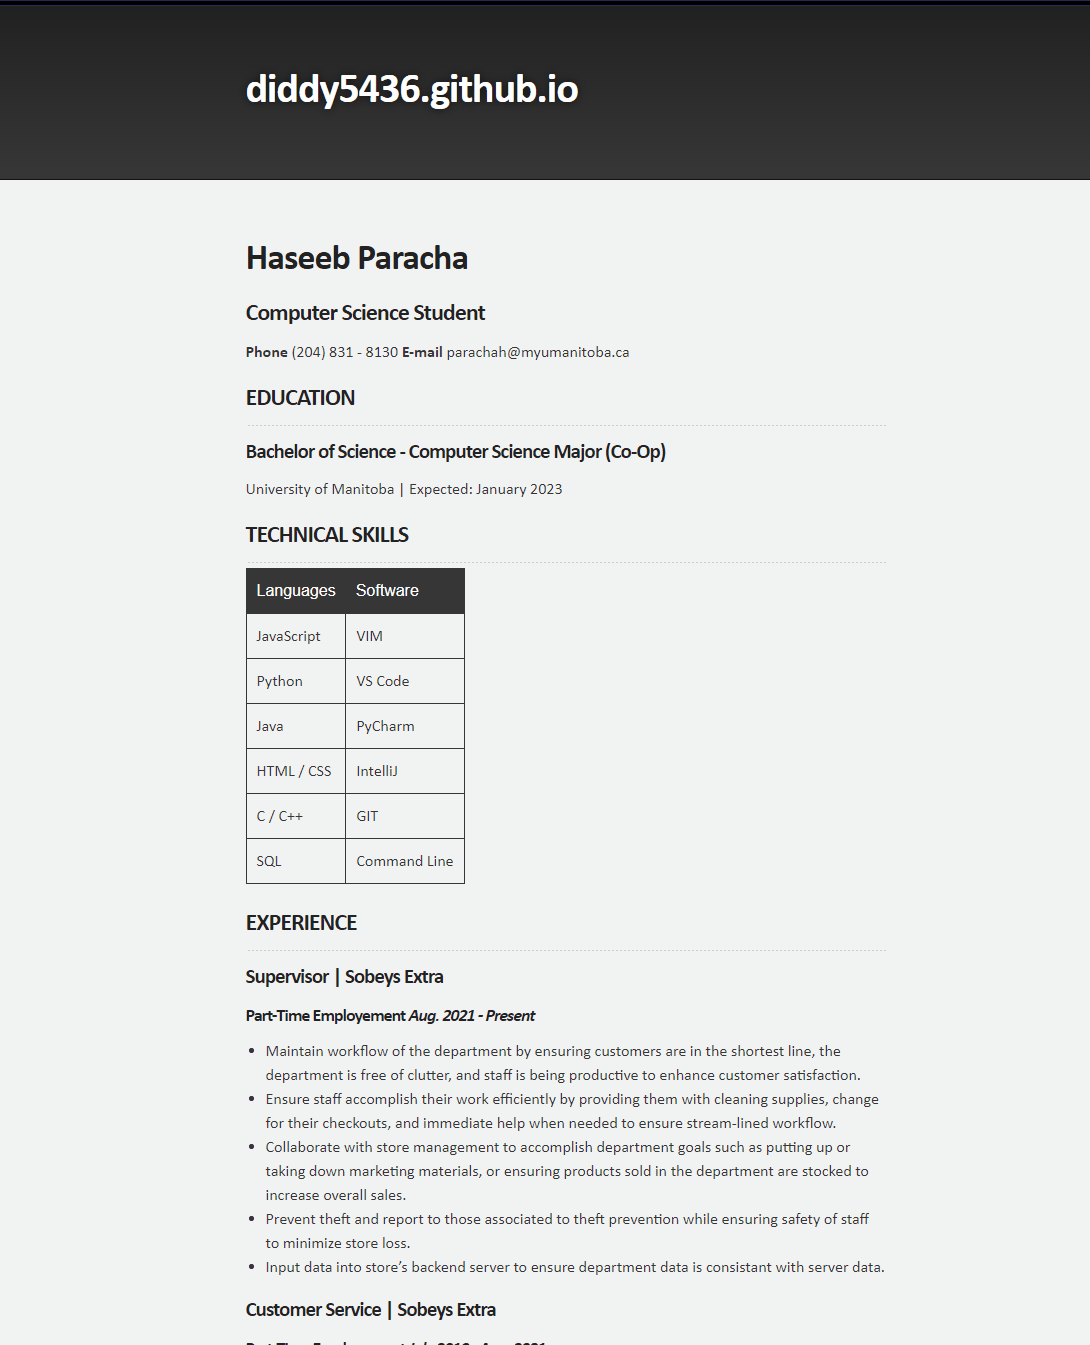 diddy5436.github.io
Haseeb Paracha
Computer Science Student
Phone (204) 831 - 8130 E-mail parachah@myumanitoba.ca
EDUCATION
Bachelor of Science - Computer Science Major (Co-Op)
University of Manitoba | Expected: January 2023
TECHNICAL SKILLS
Languages Software
JavaScript VIM
Python VS Code
Java PyCharm
HTML / CSS IntelliJ
C / C++ GIT
SQL Command Line
EXPERIENCE
Supervisor | Sobeys Extra
Part-Time Employement Aug. 2021 - Present
• Maintain workflow of the department by ensuring customers are in the shortest line, the
department is free of clutter, and staff is being productive to enhance customer satisfaction.
• Ensure staff accomplish their work efficiently by providing them with cleaning supplies, change
for their checkouts, and immediate help when needed to ensure stream-lined workflow.
• Collaborate with store management to accomplish department goals such as putting up or
taking down marketing materials, or ensuring products sold in the department are stocked to
increase overall sales.
• Prevent theft and report to those associated to theft prevention while ensuring safety of staff
to minimize store loss.
• Input data into store’s backend server to ensure department data is consistant with server data.
Customer Service | Sobeys Extra